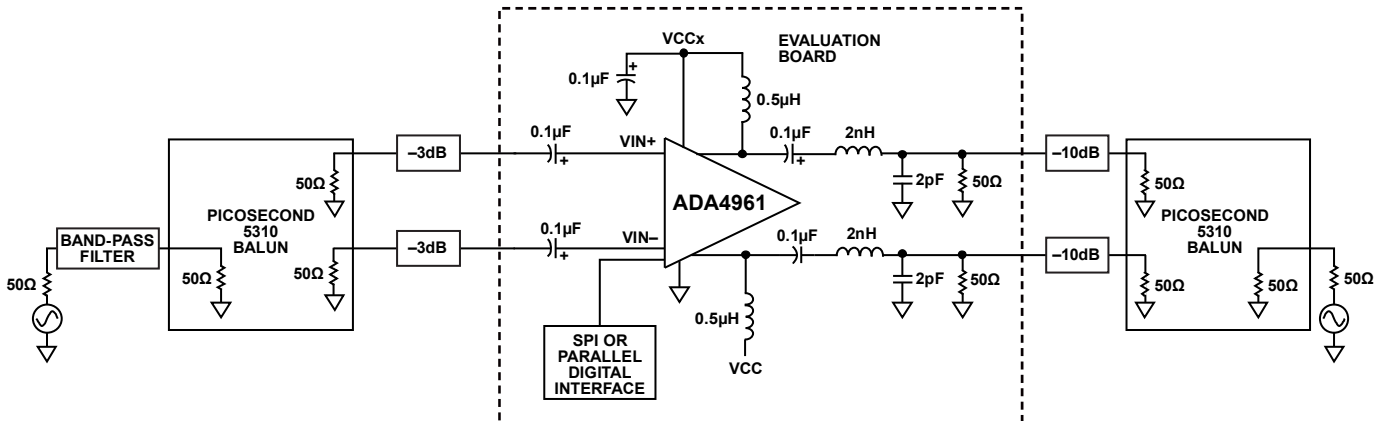 VCCx
EVALUATION
BOARD
0.1µF
+
0.5µH
–3dB
0.1µF
+
VIN+
0.1µF
+
2nH
–10dB
50Ω
2pF
50Ω
50Ω
PICOSECOND
5310
BALUN
ADA4961
PICOSECOND
5310
BALUN
BAND-PASS
FILTER
50Ω
50Ω
50Ω
–3dB
0.1µF
+
VIN–
0.1µF
2nH
–10dB
2pF
50Ω
50Ω
50Ω
50Ω
0.5µH
VCC
SPI OR
PARALLEL
DIGITAL
INTERFACE